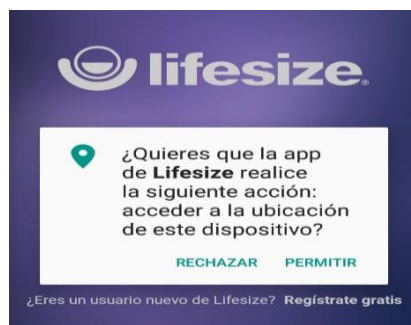 lifesize®
¿Quieres que la app
de Lifesize realice
la siguiente acción:
acceder a la ubicación
de este dispositivo?
RECHAZAR PERMITIR
¿Eres un usuario nuevo de Lifesize? Regístrate gratis